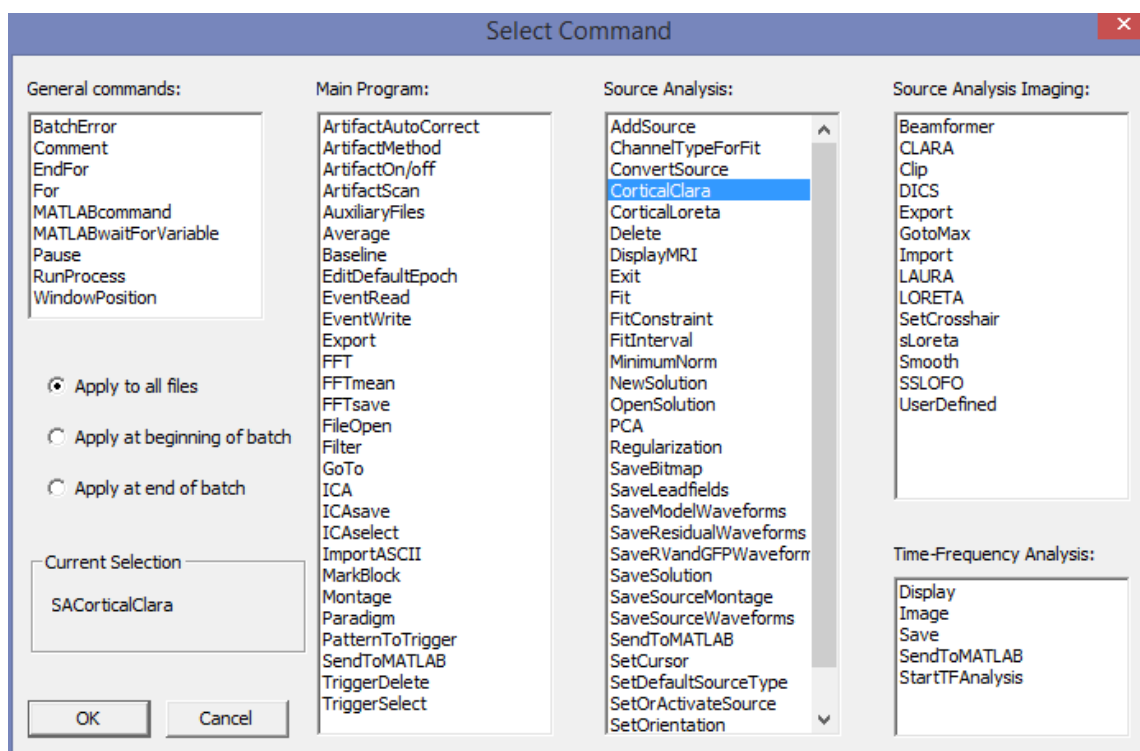 Select Command
General commands:
BatchError
Comment
EndFor
For
MATLABcommand
MATLABwaitForVariable
Pause
RunProcess
WindowPosition
Apply to all files
Apply at beginning of batch
Apply at end of batch
Current Selection
SACorticalClara
OK
Cancel
Main Program:
ArtifactAutoCorrect
ArtifactMethod
ArtifactOn/off
ArtifactScan
AuxiliaryFiles
Average
Baseline
EditDefaultEpoch
EventRead
EventWrite
Export
FFT
FFTmean
FFTsave
FileOpen
Filter
GoTo
ICA
ICAsave
ICAselect
ImportASCII
MarkBlock
Montage
Paradigm
PatternToTrigger
SendToMATLAB
TriggerDelete
TriggerSelect
Source Analysis:
AddSource
ChannelTypeForFit
ConvertSource
CorticalClara
CorticalLoreta
Delete
DisplayMRI
Exit
Fit
FitConstraint
FitInterval
MinimumNorm
NewSolution
OpenSolution
PCA
Regularization
SaveBitmap
SaveLeadfields
SaveModelWaveforms
SaveResidualWaveforms
SaveRVandGFPWaveform
SaveSolution
SaveSourceMontage
SaveSourceWaveforms
SendToMATLAB
SetCursor
SetDefaultSourceType
SetOrActivateSource
SetOrientation
Source Analysis Imaging:
Beamformer
CLARA
Clip
DICS
Export
GotoMax
Import
LAURA
LORETA
SetCrosshair
sLoreta
Smooth
SSLOFO
UserDefined
Time-Frequency Analysis:
Display
Image
Save
SendToMATLAB
StartTFAnalysis